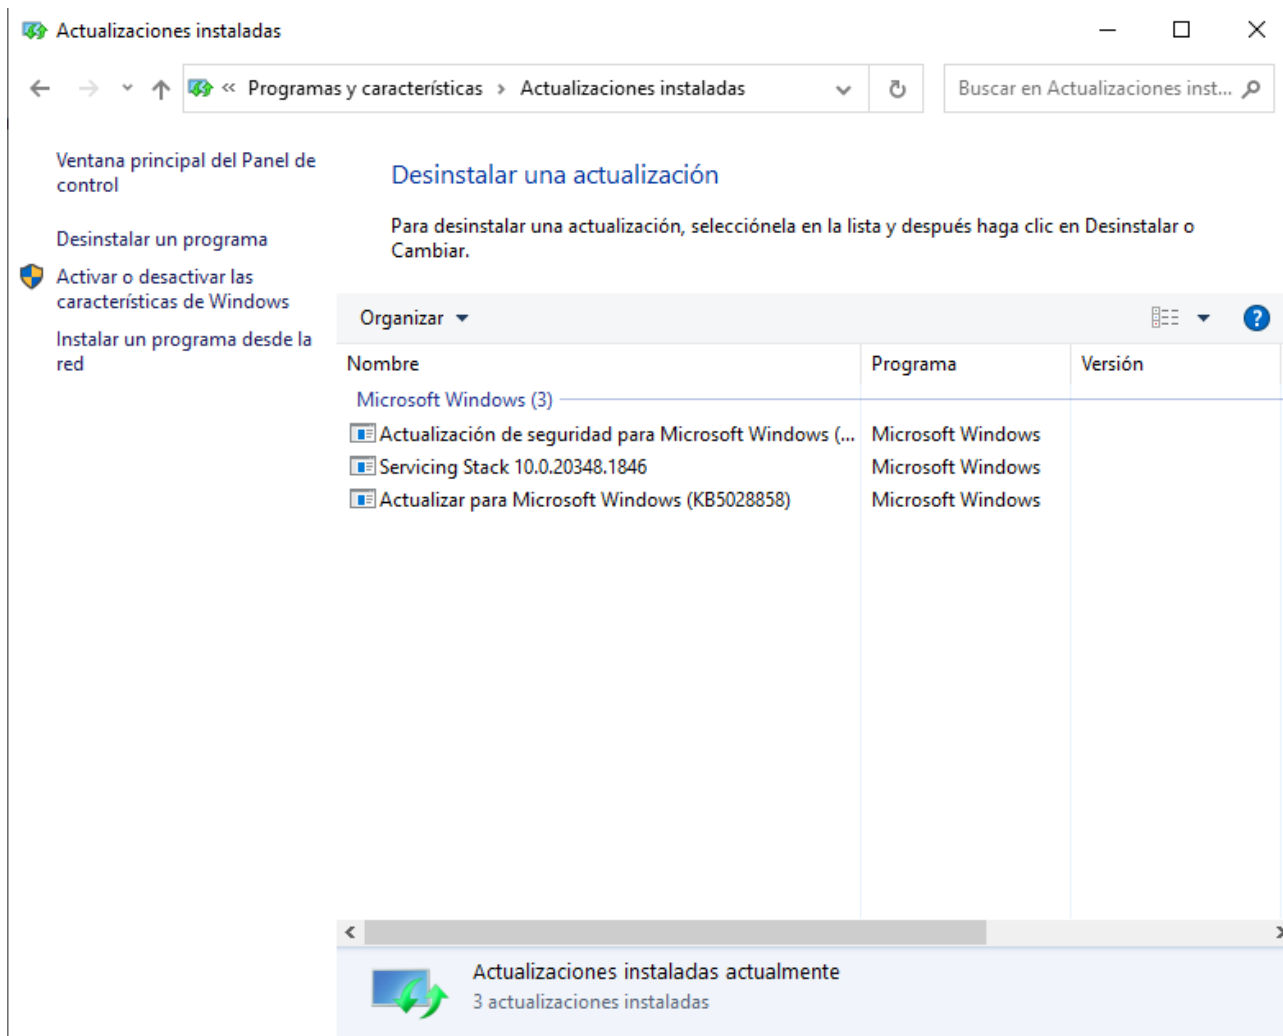 Actualizaciones instaladas
« Programas y características › Actualizaciones instaladas
Buscar en Actualizaciones inst...
Ventana principal del Panel de
control
Desinstalar un programa
Activar o desactivar las
características de Windows
Instalar un programa desde la
red
Desinstalar una actualización
Para desinstalar una actualización, selecciónela en la lista y después haga clic en Desinstalar o
Cambiar.
Organizar
Nombre Programa Versión
Microsoft Windows (3)
Actualización de seguridad para Microsoft Windows (... Microsoft Windows
Servicing Stack 10.0.20348.1846 Microsoft Windows
Actualizar para Microsoft Windows (KB5028858) Microsoft Windows
Actualizaciones instaladas actualmente
3 actualizaciones instaladas